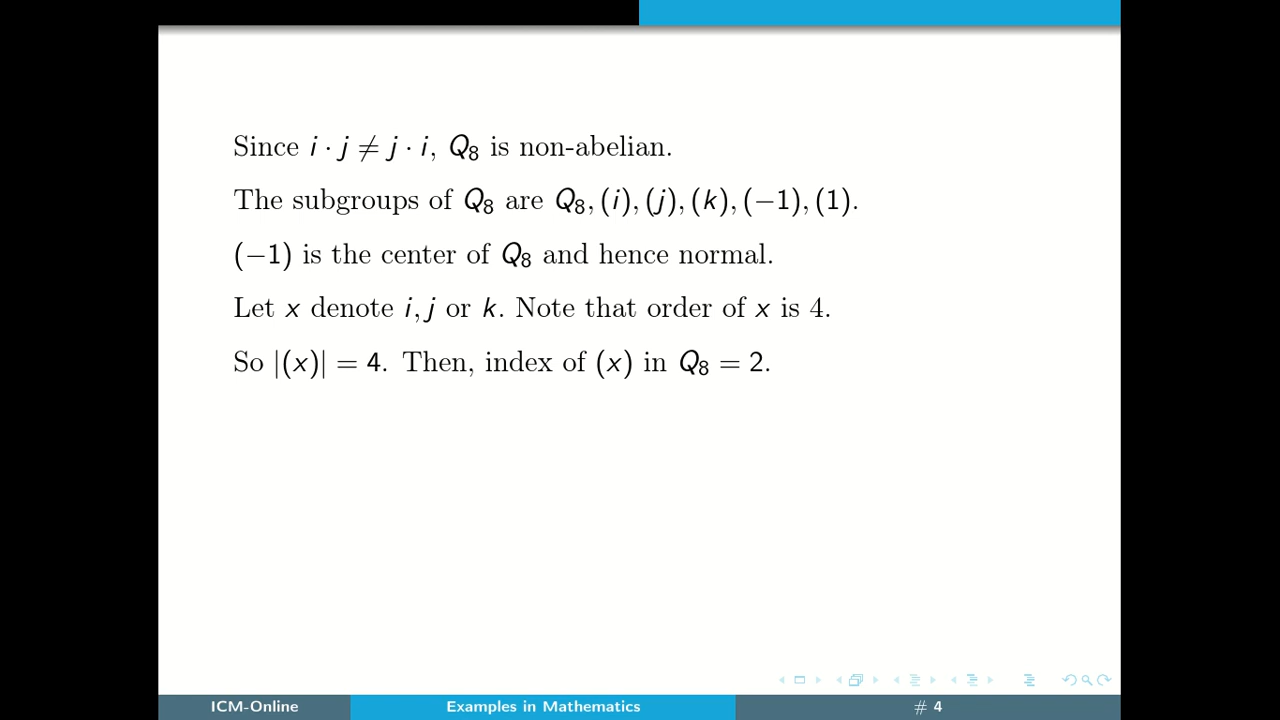 Since i · j ≠ j · i, Q₈ is non-abelian.
The subgroups of Q₈ are Q₈, (i), (j), (k), (−1), (1).
(−1) is the center of Q₈ and hence normal.
Let x denote i, j or k. Note that order of x is 4.
So |(x)| = 4. Then, index of (x) in Q₈ = 2.
ICM-Online Examples in Mathematics # 4